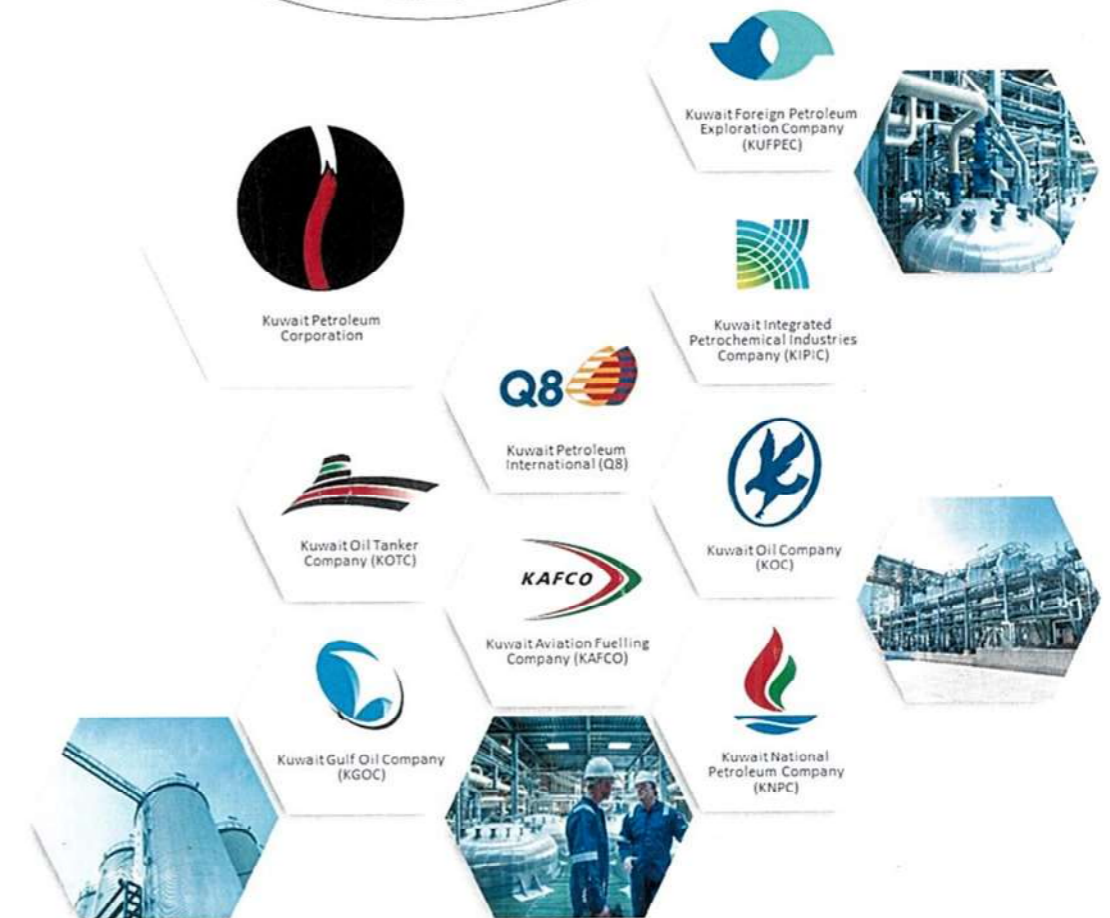 Kuwait Foreign Petroleum
Exploration Company
(KUFPEC)
Kuwait Petroleum
Corporation
Kuwait Integrated
Petrochemical Industries
Company (KIPIC)
Q8
Kuwait Petroleum
International (Q8)
Kuwait Oil Tanker
Company (KOTC)
Kuwait Oil Company
(KOC)
KAFCO
Kuwait Aviation Fuelling
Company (KAFCO)
Kuwait Gulf Oil Company
(KGOC)
Kuwait National
Petroleum Company
(KNPC)